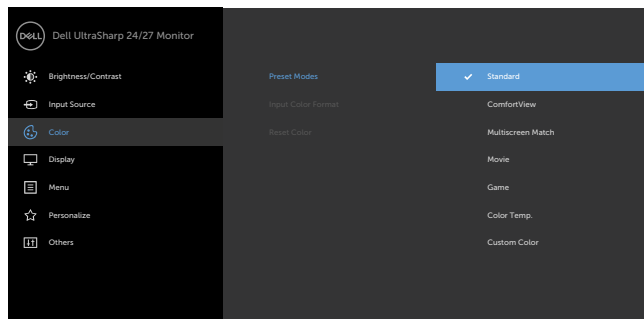 DELL Dell UltraSharp 24/27 Monitor
Brightness/Contrast
Input Source
Color
Display
Menu
Personalize
Others
Preset Modes
Input Color Format
Reset Color
Standard
ComfortView
Multiscreen Match
Movie
Game
Color Temp.
Custom Color